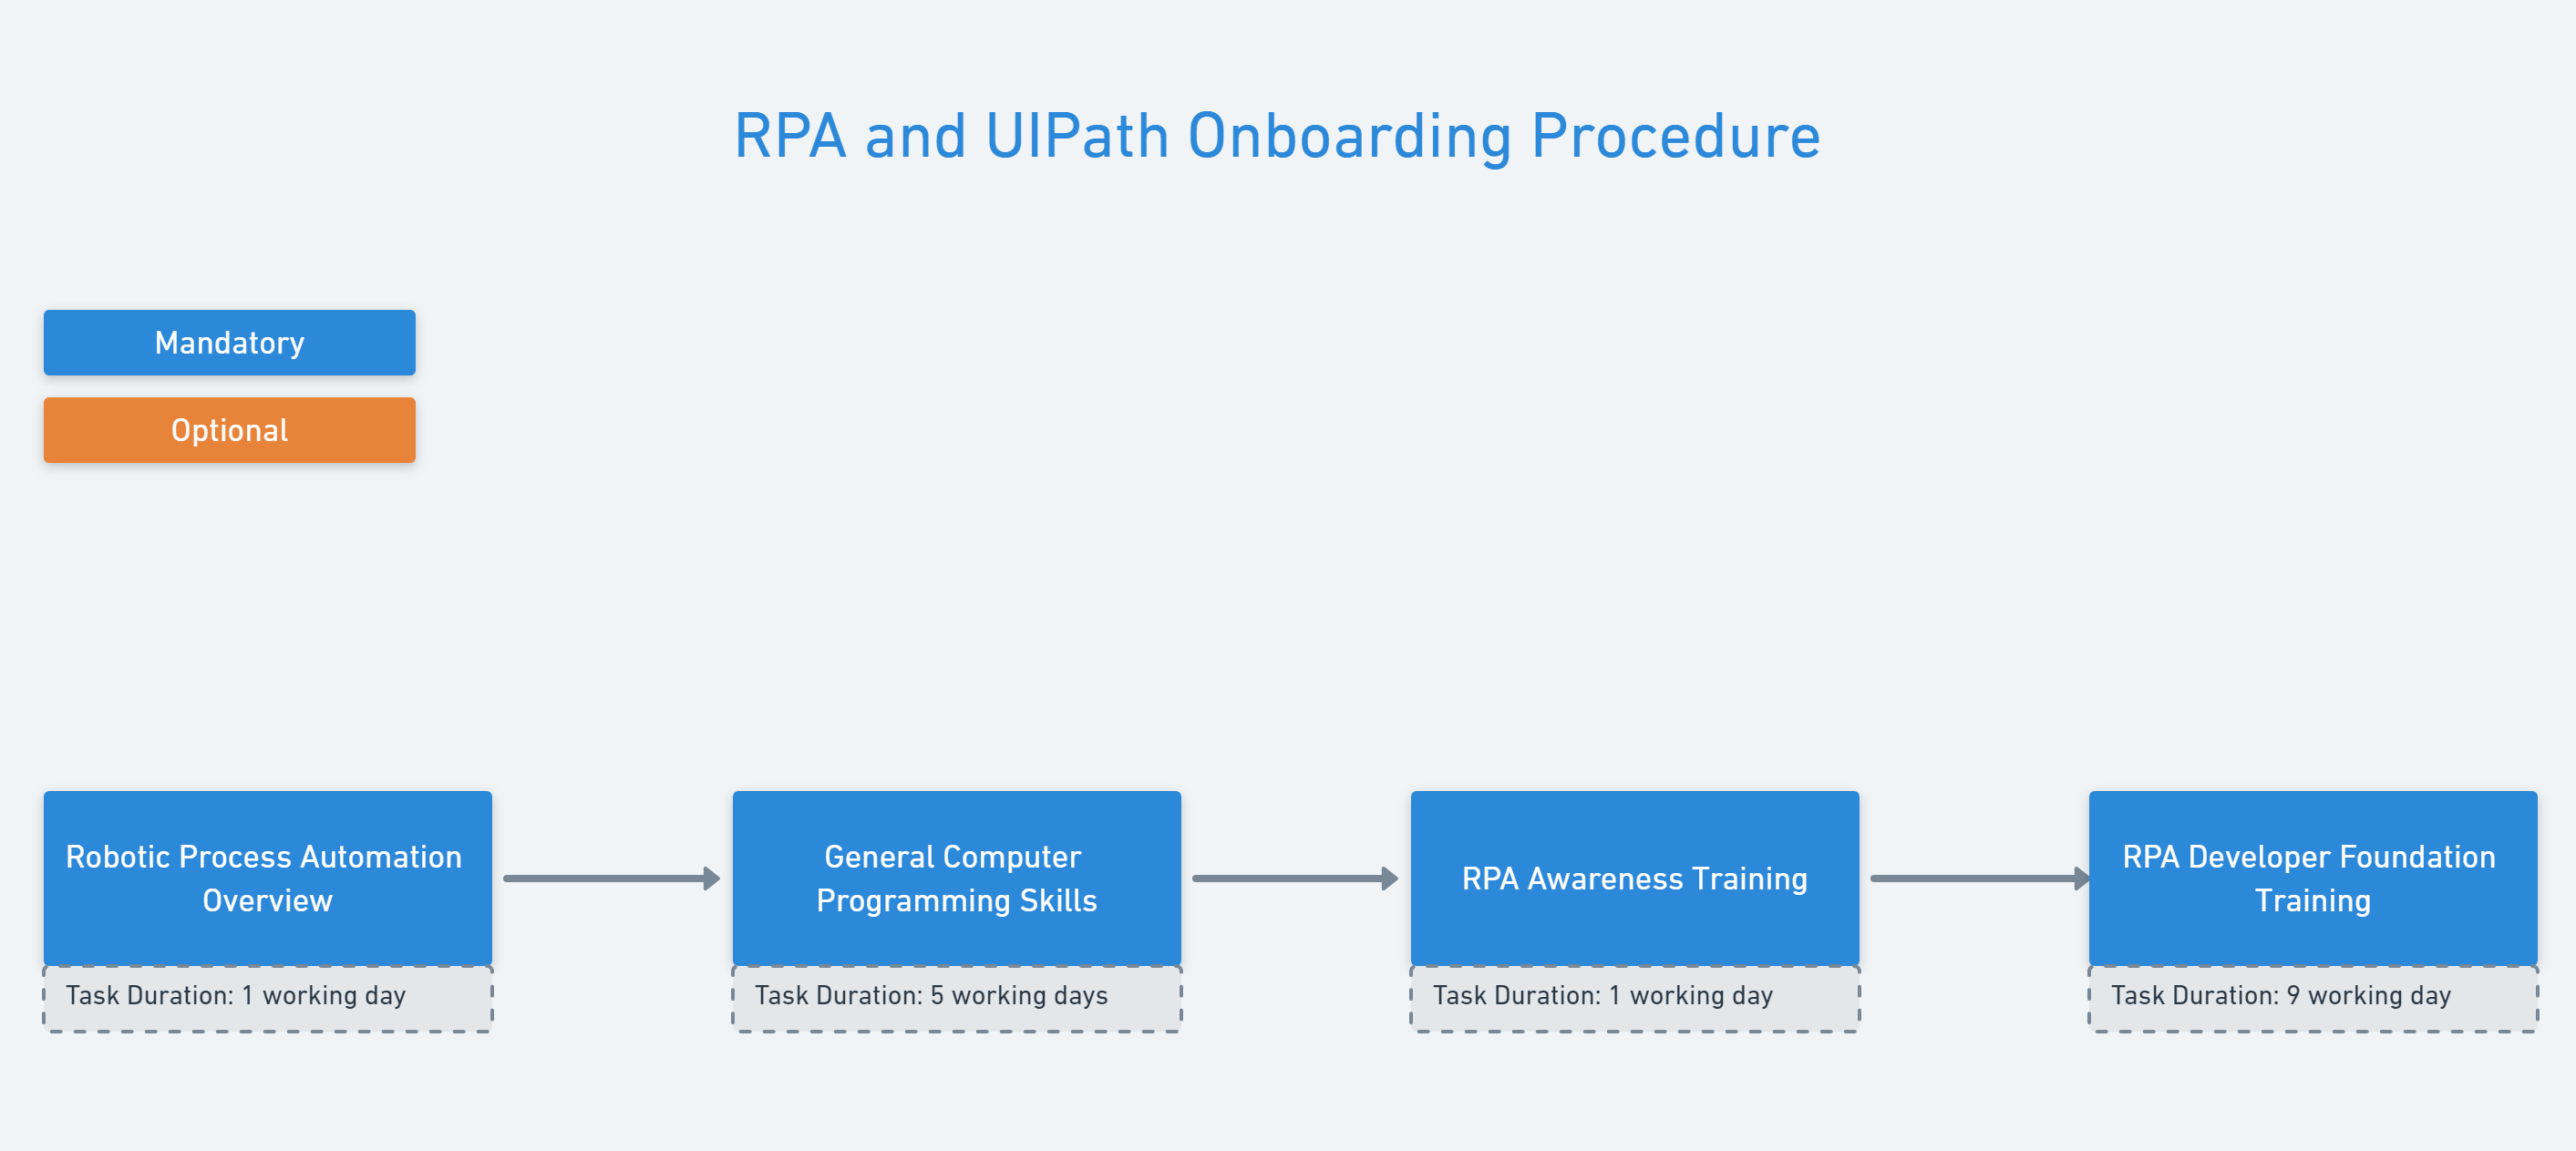 RPA and UIPath Onboarding Procedure
Mandatory
Optional
Robotic Process Automation
Overview
Task Duration: 1 working day
General Computer
Programming Skills
Task Duration: 5 working days
RPA Awareness Training
Task Duration: 1 working day
RPA Developer Foundation
Training
Task Duration: 9 working day